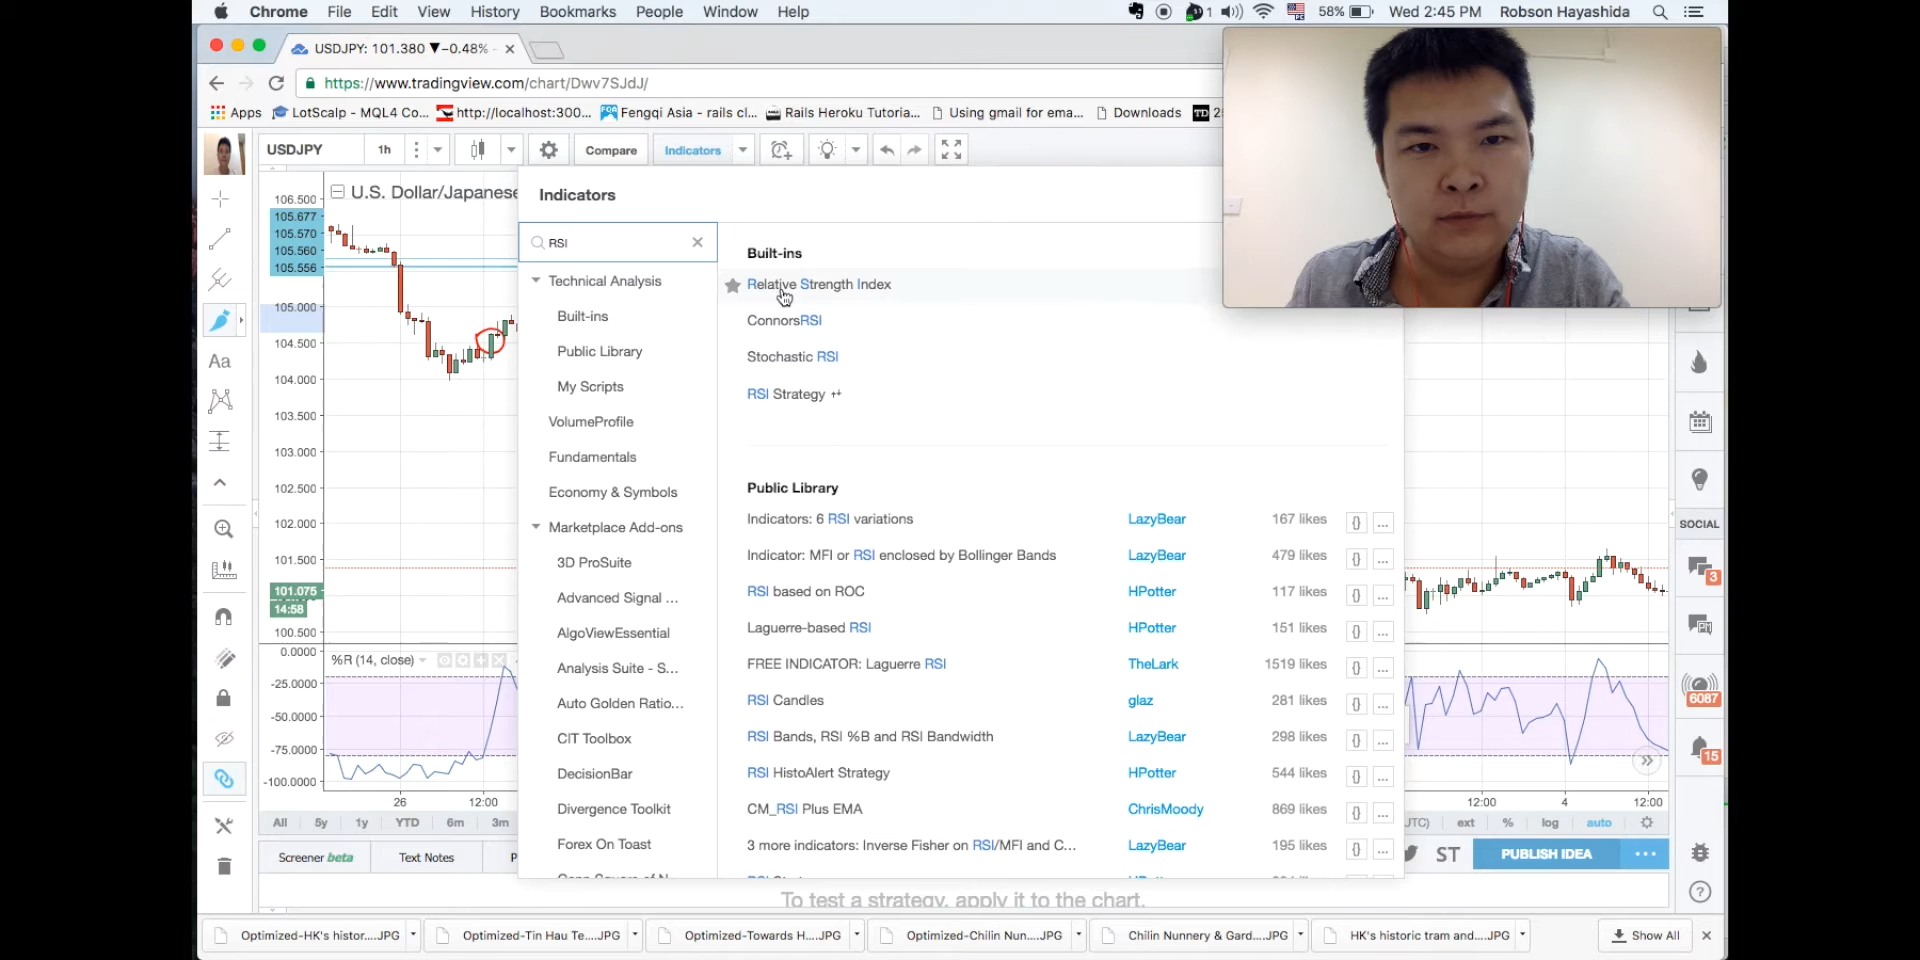 Chrome File Edit View History Bookmarks People Window Help 1 58% Wed 2:45 PM Robson Hayashida
USDJPY: 101.380 ▼-0.48% -
https://www.tradingview.com/chart/Dwv7SJdJ/
Apps LotScalp - MQL4 Co... http://localhost:300... Fengqi Asia - rails cl... Rails Heroku Tutoria... Using gmail for ema... Downloads TD 2
USDJPY 1h Compare Indicators
U.S. Dollar/Japanese
Indicators
RSI
Technical Analysis
Built-ins
Public Library
My Scripts
VolumeProfile
Fundamentals
Economy & Symbols
Marketplace Add-ons
3D ProSuite
Advanced Signal ...
AlgoViewEssential
Analysis Suite - S...
Auto Golden Ratio...
CIT Toolbox
DecisionBar
Divergence Toolkit
Forex On Toast
Built-ins
Relative Strength Index
ConnorsRSI
Stochastic RSI
RSI Strategy
Public Library
Indicators: 6 RSI variations LazyBear 167 likes {} ...
Indicator: MFI or RSI enclosed by Bollinger Bands LazyBear 479 likes {} ...
RSI based on ROC HPotter 117 likes {} ...
Laguerre-based RSI HPotter 151 likes {} ...
FREE INDICATOR: Laguerre RSI TheLark 1519 likes {} ...
RSI Candles glaz 281 likes {} ...
RSI Bands, RSI %B and RSI Bandwidth LazyBear 298 likes {} ...
RSI HistoAlert Strategy HPotter 544 likes {} ...
CM_RSI Plus EMA ChrisMoody 869 likes {} ...
3 more indicators: Inverse Fisher on RSI/MFI and C... LazyBear 195 likes {} ...
To test a strategy, apply it to the chart.
106.500
105.677
105.570
105.560
105.556
105.000
104.500
104.000
103.500
103.000
102.500
102.000
101.500
101.075
14:58
100.500
0.0000
-25.0000
-50.0000
-75.0000
-100.0000
%R (14, close)
26 12:00 12:00 4 12:00
All 5y 1y YTD 6m 3m UTC) ext % log auto
Screener beta Text Notes P ST PUBLISH IDEA ...
Aa
SOCIAL
3
6087
15
Optimized-HK's histor....JPG Optimized-Tin Hau Te....JPG Optimized-Towards H....JPG Optimized-Chilin Nun....JPG Chilin Nunnery & Gard....JPG HK's historic tram and....JPG Show All